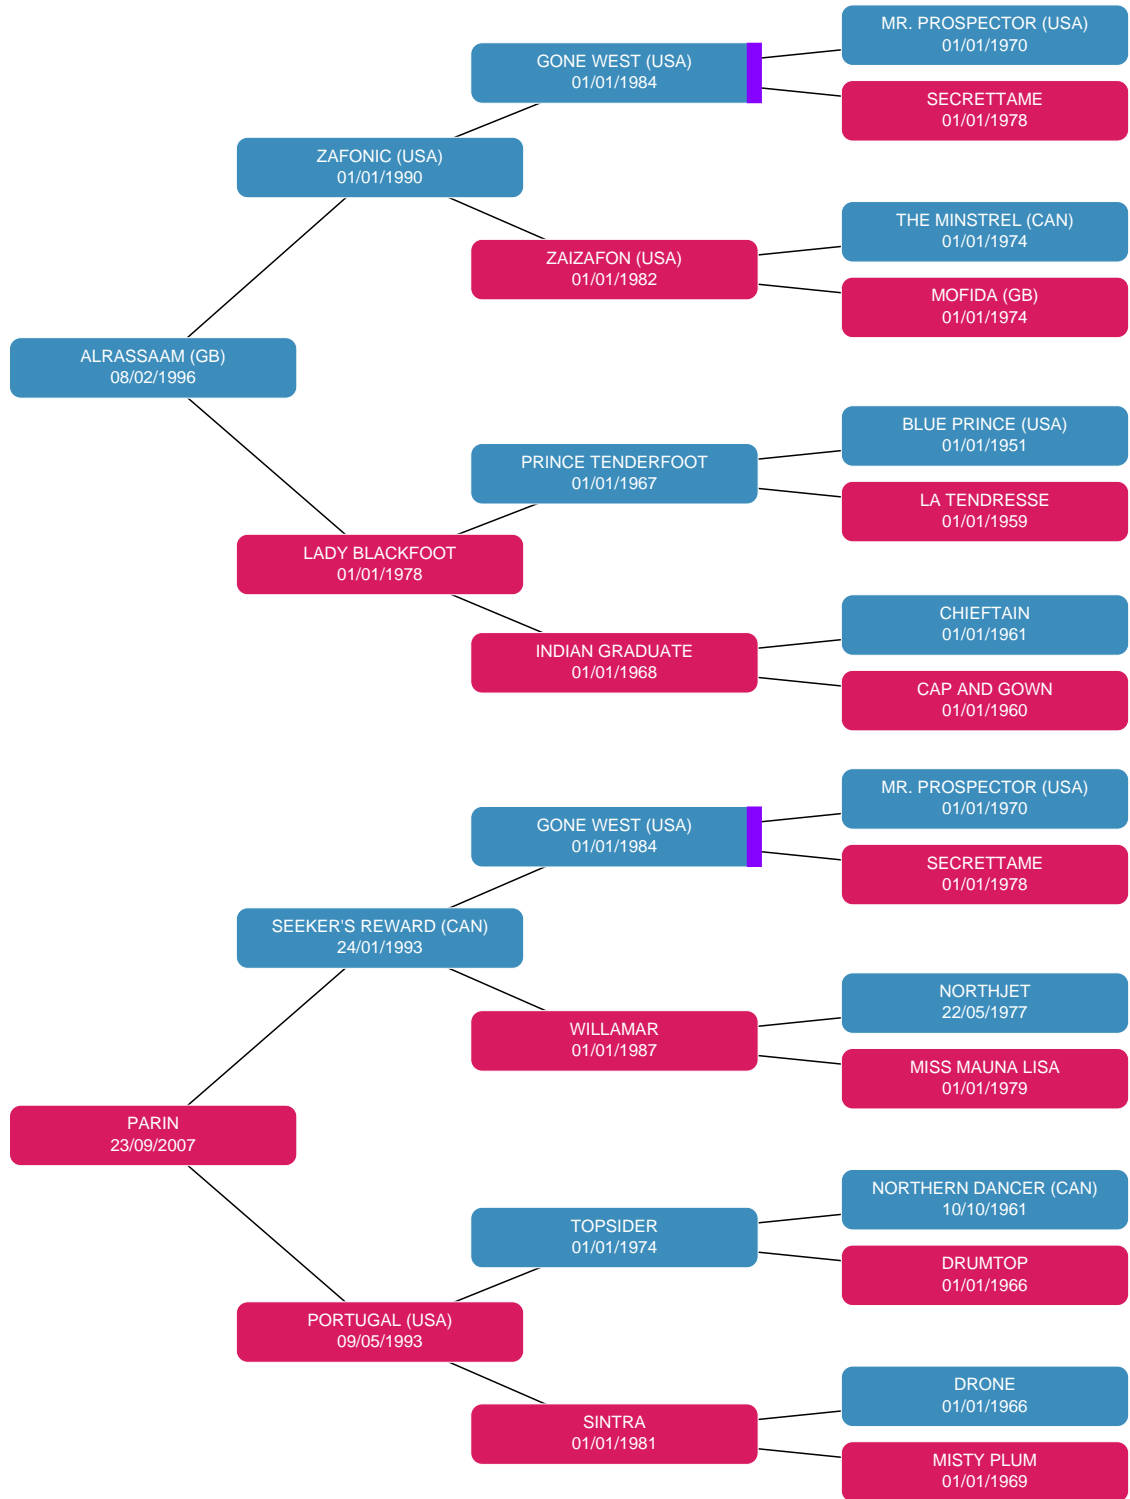 MR. PROSPECTOR (USA)
01/01/1970
GONE WEST (USA)
01/01/1984
SECRETTAME
01/01/1978
ZAFONIC (USA)
01/01/1990
THE MINSTREL (CAN)
01/01/1974
ZAIZAFON (USA)
01/01/1982
MOFIDA (GB)
01/01/1974
ALRASSAAM (GB)
08/02/1996
BLUE PRINCE (USA)
01/01/1951
PRINCE TENDERFOOT
01/01/1967
LA TENDRESSE
01/01/1959
LADY BLACKFOOT
01/01/1978
CHIEFTAIN
01/01/1961
INDIAN GRADUATE
01/01/1968
CAP AND GOWN
01/01/1960
MR. PROSPECTOR (USA)
01/01/1970
GONE WEST (USA)
01/01/1984
SECRETTAME
01/01/1978
SEEKER'S REWARD (CAN)
24/01/1993
NORTHJET
22/05/1977
WILLAMAR
01/01/1987
MISS MAUNA LISA
01/01/1979
PARIN
23/09/2007
NORTHERN DANCER (CAN)
10/10/1961
TOPSIDER
01/01/1974
DRUMTOP
01/01/1966
PORTUGAL (USA)
09/05/1993
DRONE
01/01/1966
SINTRA
01/01/1981
MISTY PLUM
01/01/1969